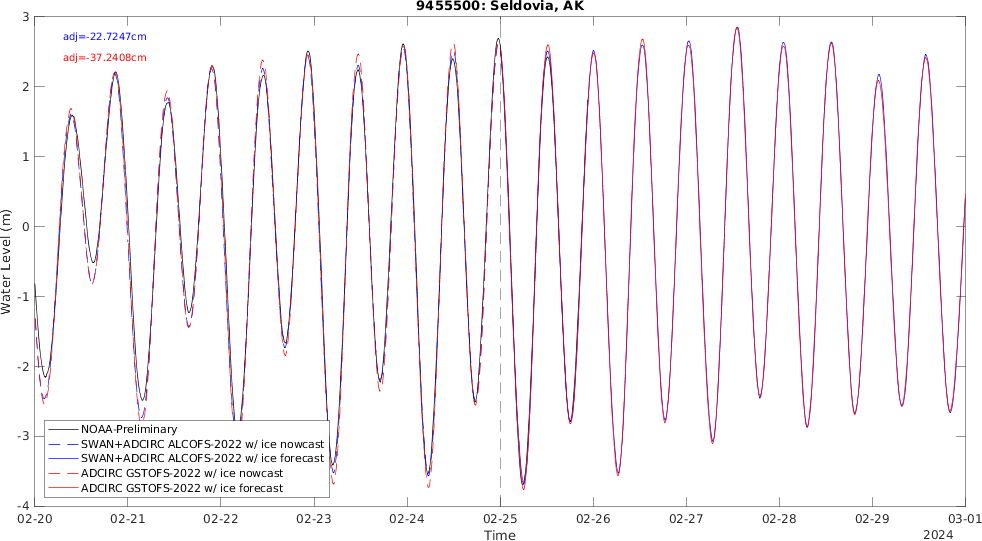 9455500: Seldovia, AK
adj=-22.7247cm
adj=-37.2408cm
3
2
1
0
-1
-2
-3
-4
Water Level (m)
NOAA-Preliminary
SWAN+ADCIRC ALCOFS-2022 w/ ice nowcast
SWAN+ADCIRC ALCOFS-2022 w/ ice forecast
ADCIRC GSTOFS-2022 w/ ice nowcast
ADCIRC GSTOFS-2022 w/ ice forecast
02-20 02-21 02-22 02-23 02-24 02-25 02-26 02-27 02-28 02-29 03-01
Time
2024